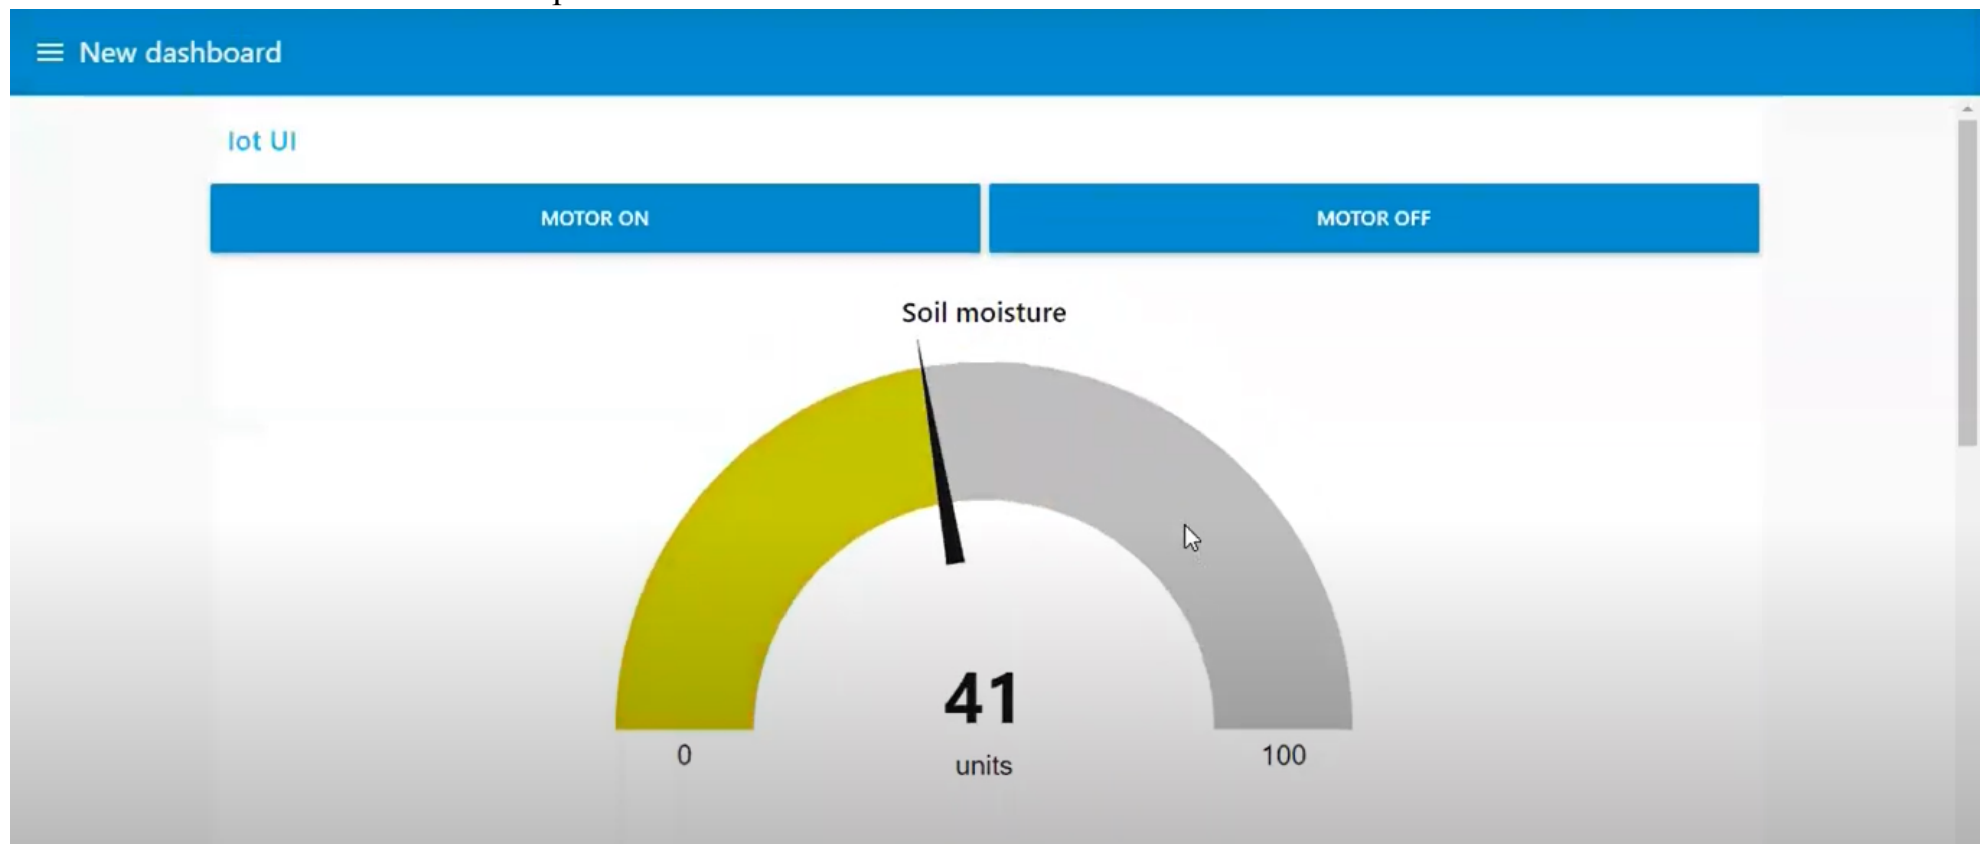 New dashboard
Iot UI
MOTOR ON
MOTOR OFF
Soil moisture
41
0
units
100